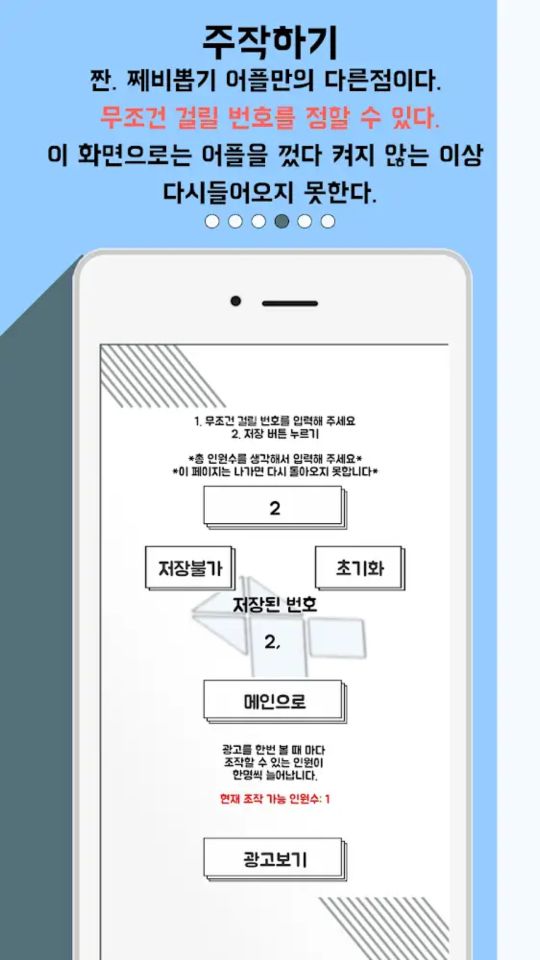 주작하기
짠. 쩨비뽑기 어플만의 다른점이다.
무조건 걸릴 번호를 정할 수 있다.
이 화면으로는 어플을 껐다 켜지 않는 이상
다시들어오지 못한다.
1. 무조건 걸릴 번호를 입력해 주세요
2. 저장 버튼 누르기
*총 인원수를 생각해서 입력해 주세요*
*이 페이지는 나가면 다시 돌아오지 못합니다*
2
저장불가
초기화
저장된 번호
2,
메인으로
광고를 한번 볼 때 마다
조작할 수 있는 인원이
한명씩 늘어납니다.
현재 조작 가능 인원수: 1
광고보기